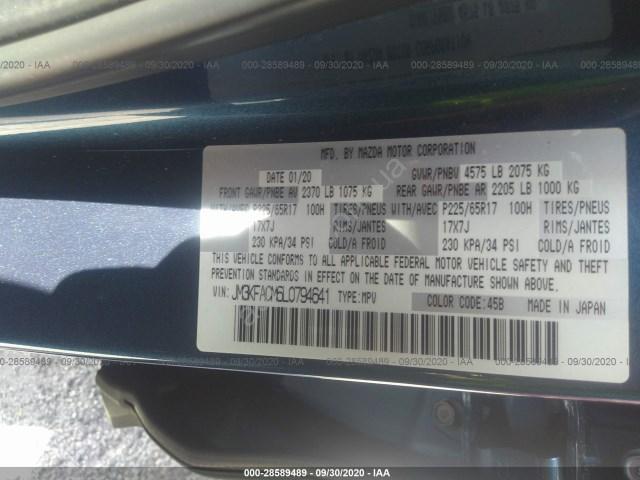 000-28589489 - 09/30/2020 - IAA
MFD. BY MAZDA MOTOR CORPORATION
DATE 01/20 GVWR/PNBV 4575 LB 2075 KG
FRONT GAWR/PNBE AV 2370 LB 1075 KG REAR GAWR/PNBE AR 2205 LB 1000 KG
WITH/AVEC P225/65R17 100H TIRES/PNEUS WITH/AVEC P225/65R17 100H TIRES/PNEUS
17X7J RIMS/JANTES 17X7J RIMS/JANTES
230 KPA/34 PSI COLD/A FROID 230 KPA/34 PSI COLD/A FROID
THIS VEHICLE CONFORMS TO ALL APPLICABLE FEDERAL MOTOR VEHICLE SAFETY AND THEFT
PREVENTION STANDARDS IN EFFECT ON THE DATE OF MANUFACTURE SHOWN ABOVE.
VIN: JM3KFACM6L0794641 TYPE:MPV COLOR CODE:45B MADE IN JAPAN
000-28589489 - 09/30/2020 - IAA
000-28589489 - 09/30/2020 - IAA